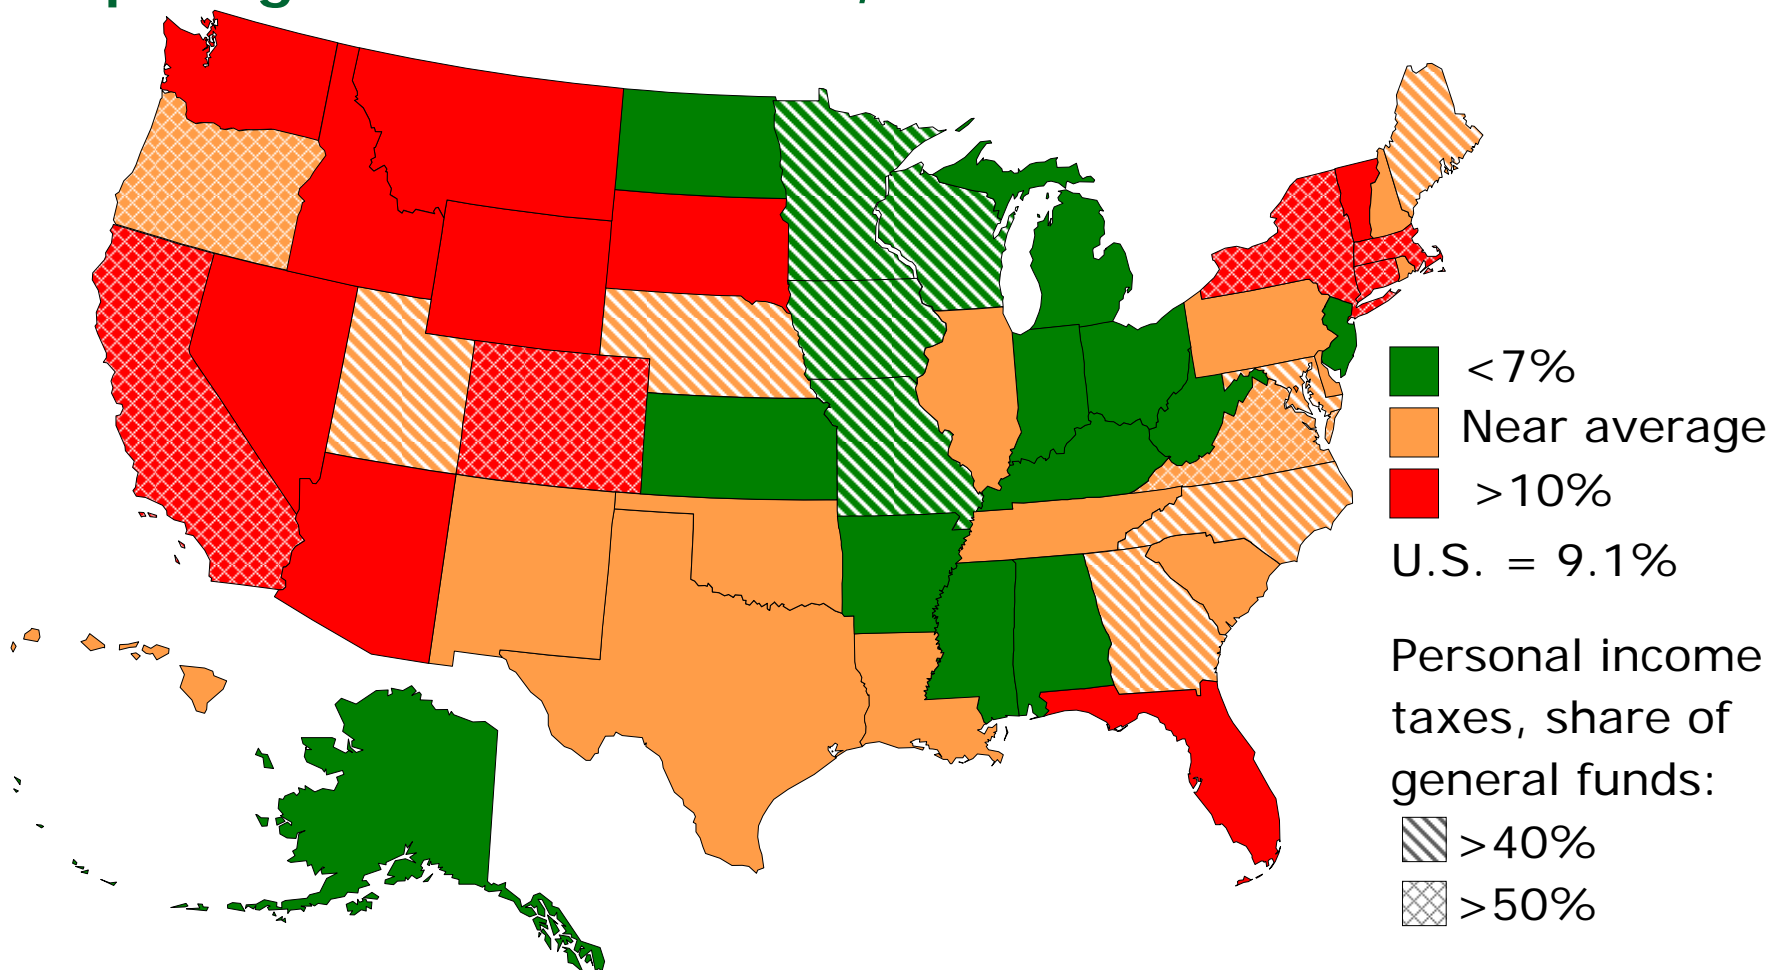 <7%
Near average
>10%
U.S. = 9.1%
Personal income
taxes, share of
general funds:
>40%
>50%